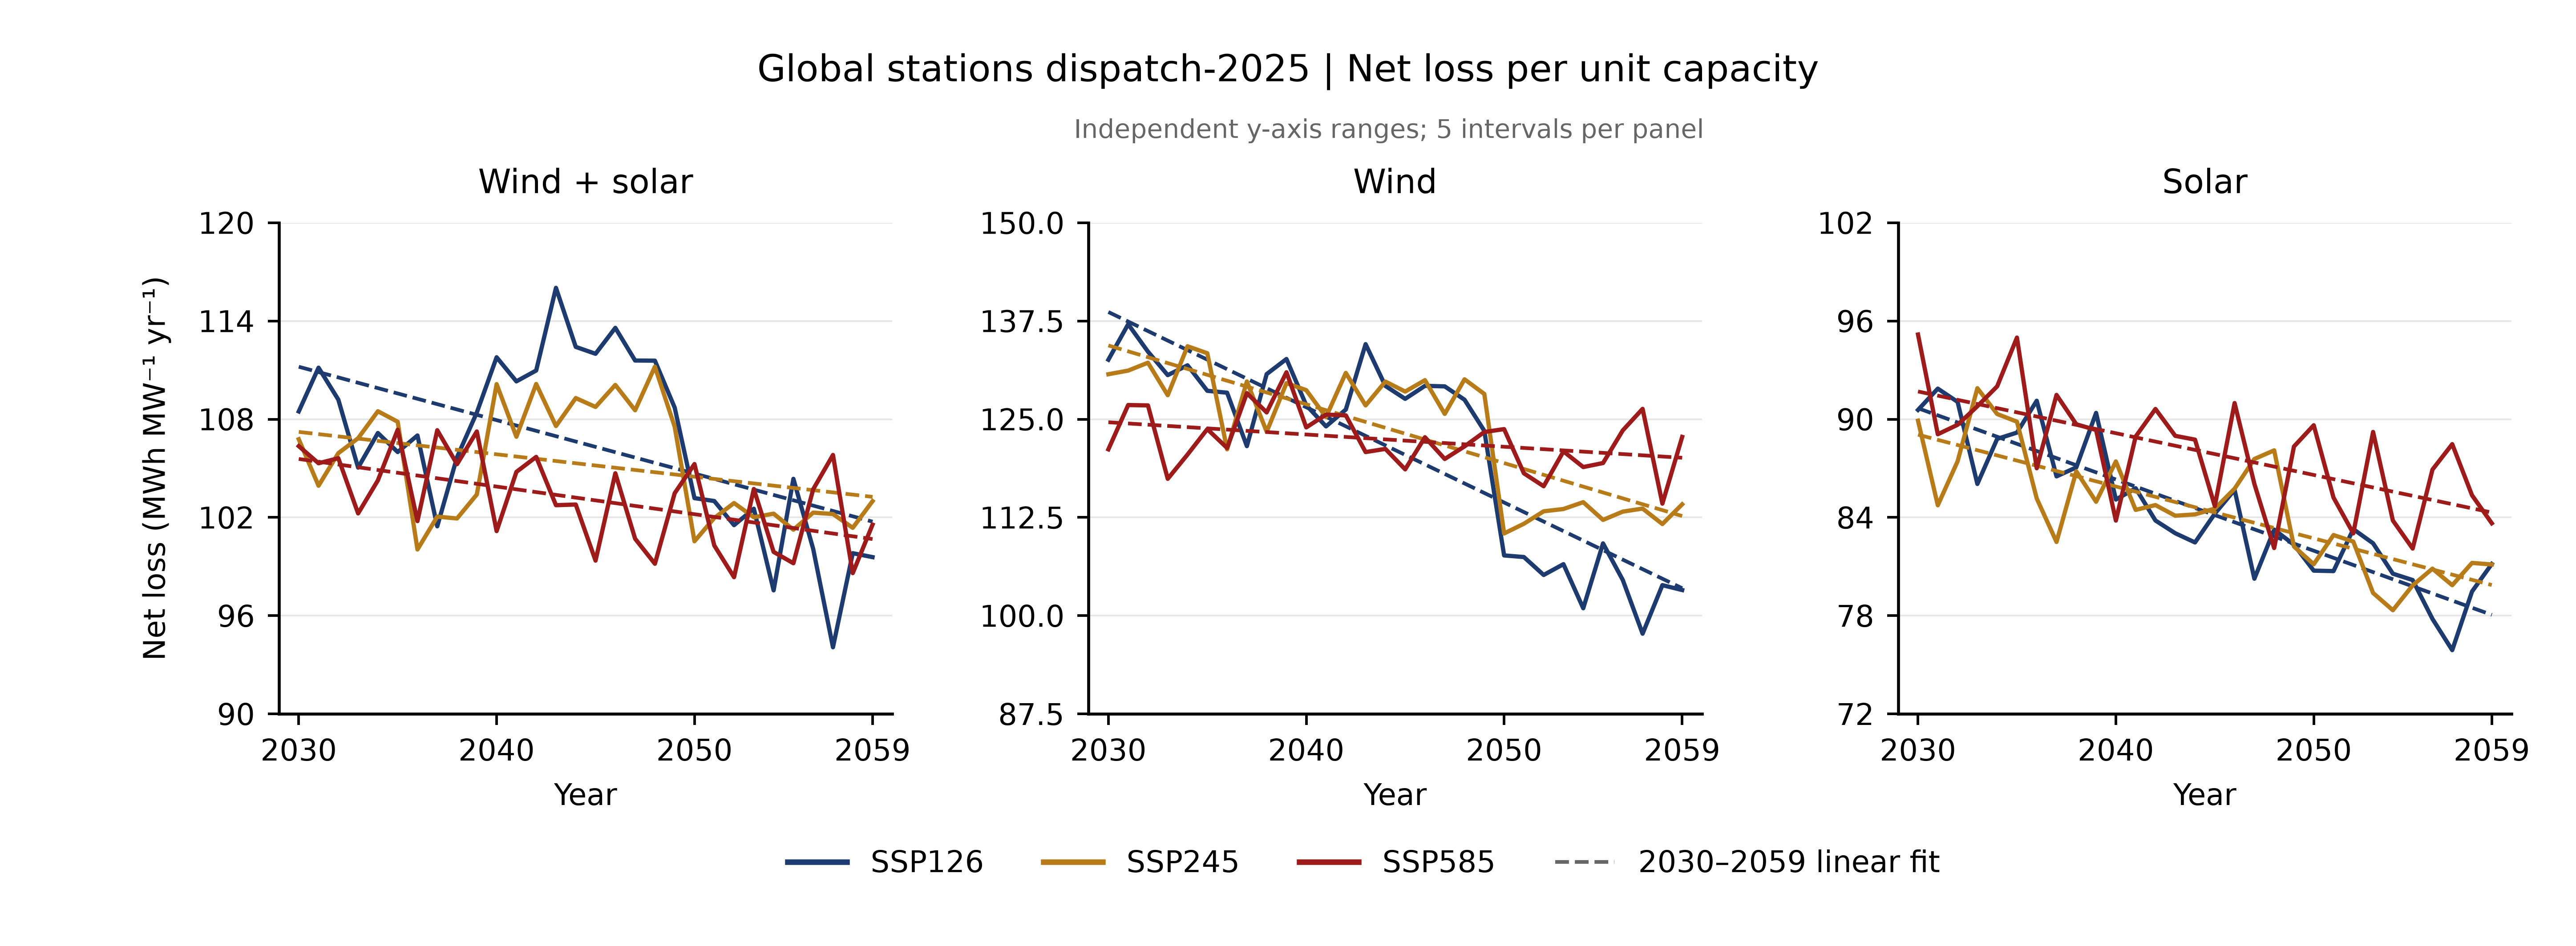 Global stations dispatch-2025 | Net loss per unit capacity
Independent y-axis ranges; 5 intervals per panel
Wind + solar
Net loss (MWh MW⁻¹ yr⁻¹)
120
114
108
102
96
90
2030
2040
2050
2059
Year
Wind
150.0
137.5
125.0
112.5
100.0
87.5
2030
2040
2050
2059
Year
Solar
102
96
90
84
78
72
2030
2040
2050
2059
Year
SSP126
SSP245
SSP585
2030–2059 linear fit